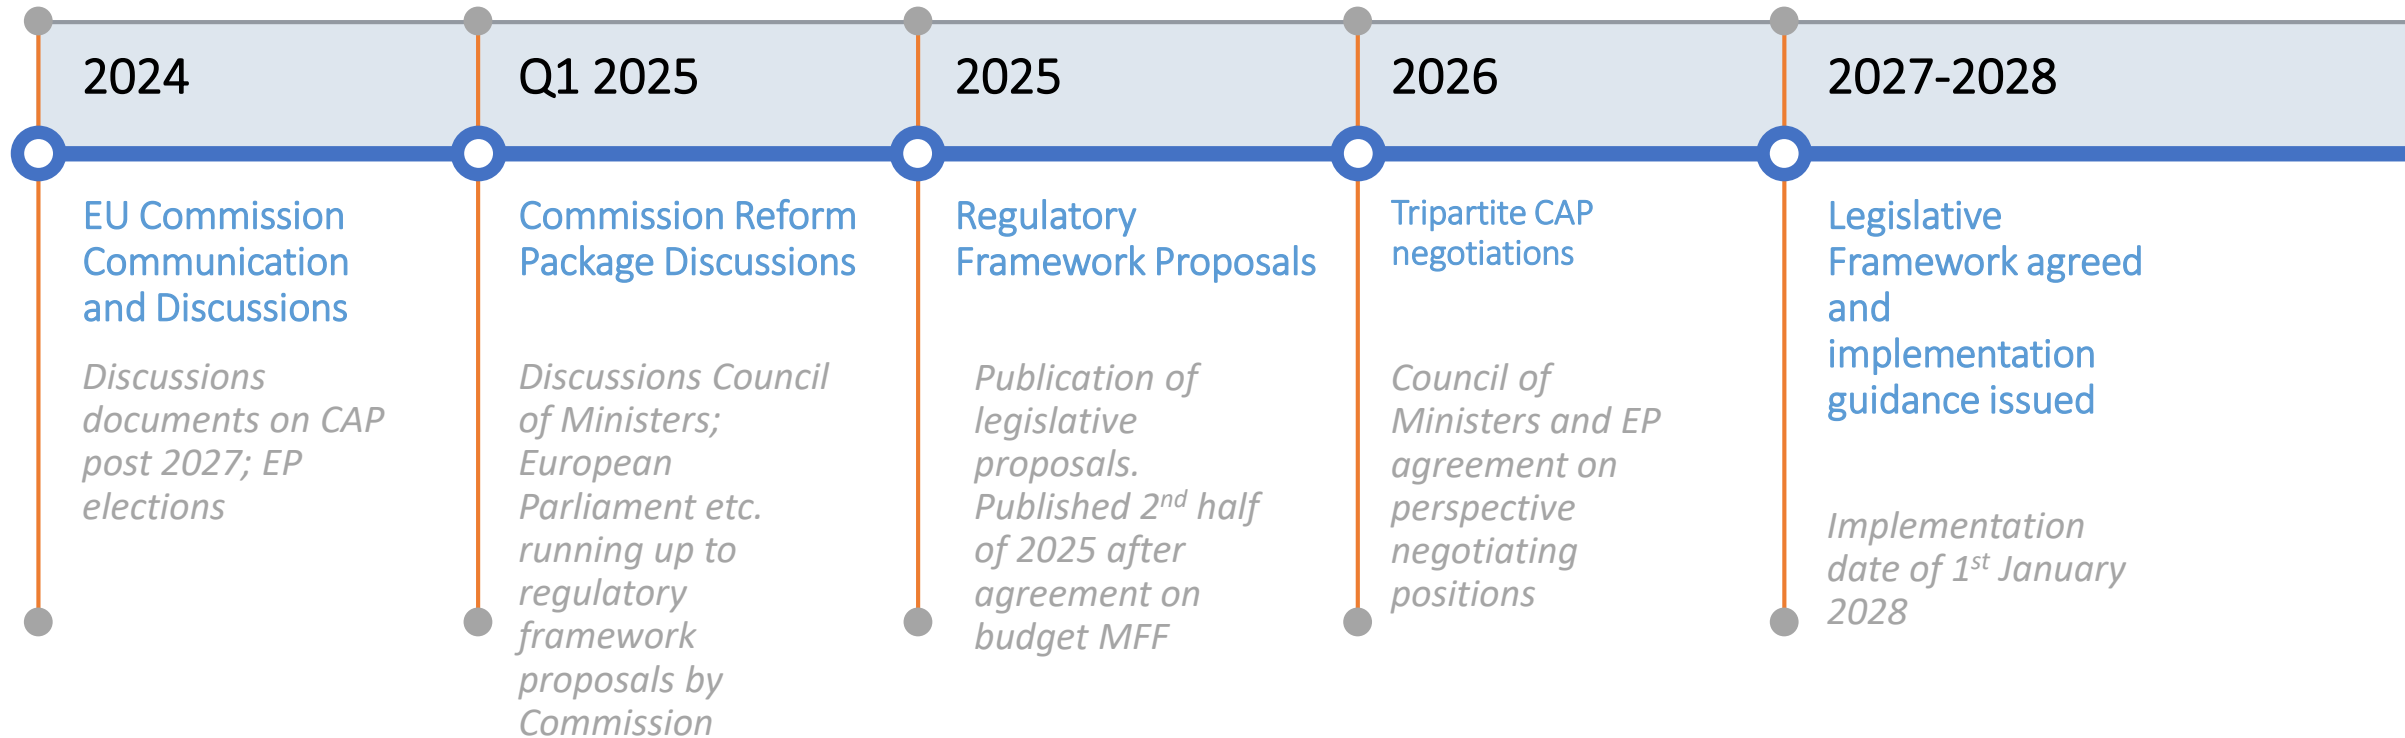 2024
EU Commission
Communication
and Discussions
Discussions
documents on CAP
post 2027; EP
elections
Q1 2025
Commission Reform
Package Discussions
Discussions Council
of Ministers;
European
Parliament etc.
running up to
regulatory
framework
proposals by
Commission
2025
Regulatory
Framework Proposals
Publication of
legislative
proposals.
Published 2nd half
of 2025 after
agreement on
budget MFF
2026
Tripartite CAP
negotiations
Council of
Ministers and EP
agreement on
perspective
negotiating
positions
2027-2028
Legislative
Framework agreed
and
implementation
guidance issued
Implementation
date of 1st January
2028